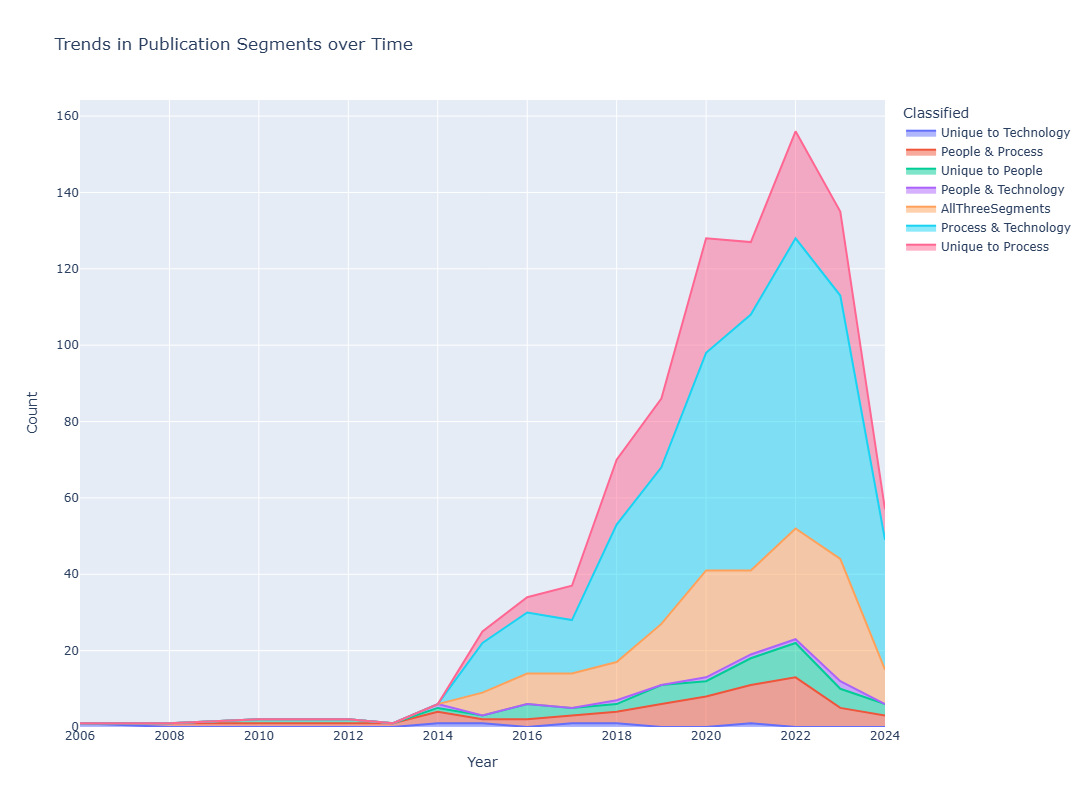 Trends in Publication Segments over Time
Classified
Unique to Technology
People & Process
Unique to People
People & Technology
AllThreeSegments
Process & Technology
Unique to Process
160
140
120
100
80
60
40
20
0
Count
2006
2008
2010
2012
2014
2016
2018
2020
2022
2024
Year